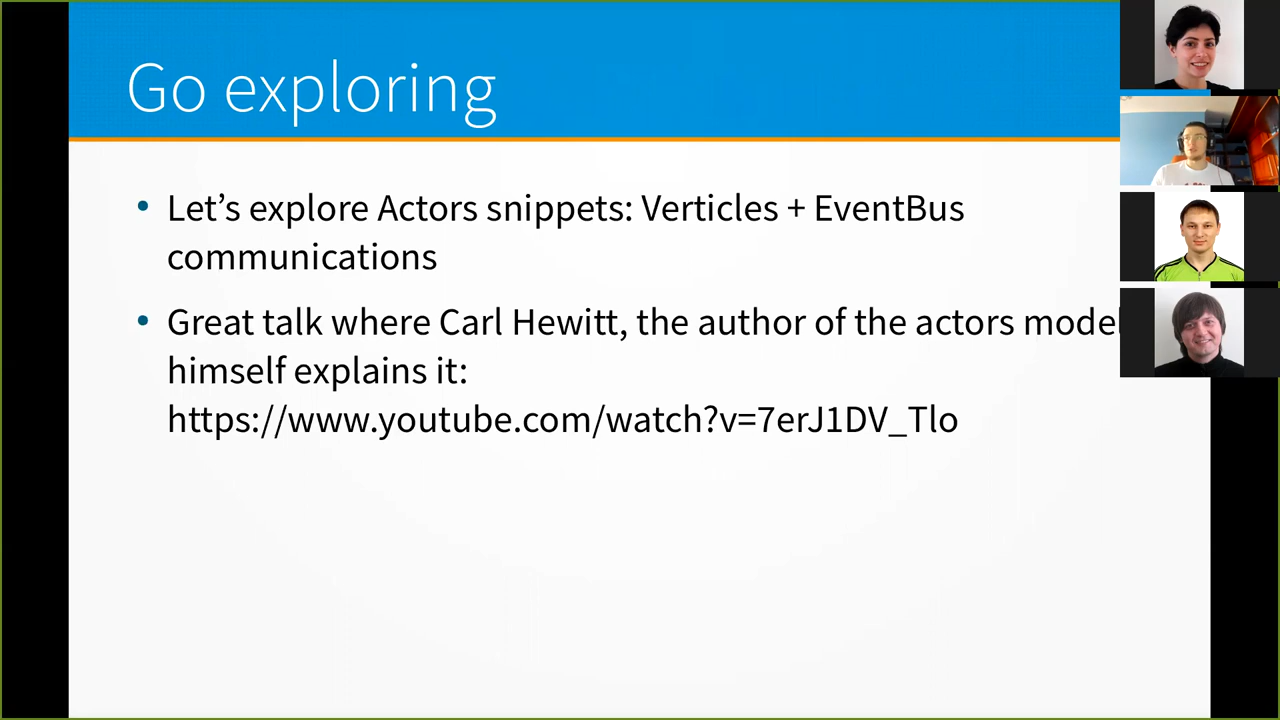 Go exploring
Let’s explore Actors snippets: Verticles + EventBus
communications
Great talk where Carl Hewitt, the author of the actors model
himself explains it:
https://www.youtube.com/watch?v=7erJ1DV_Tlo